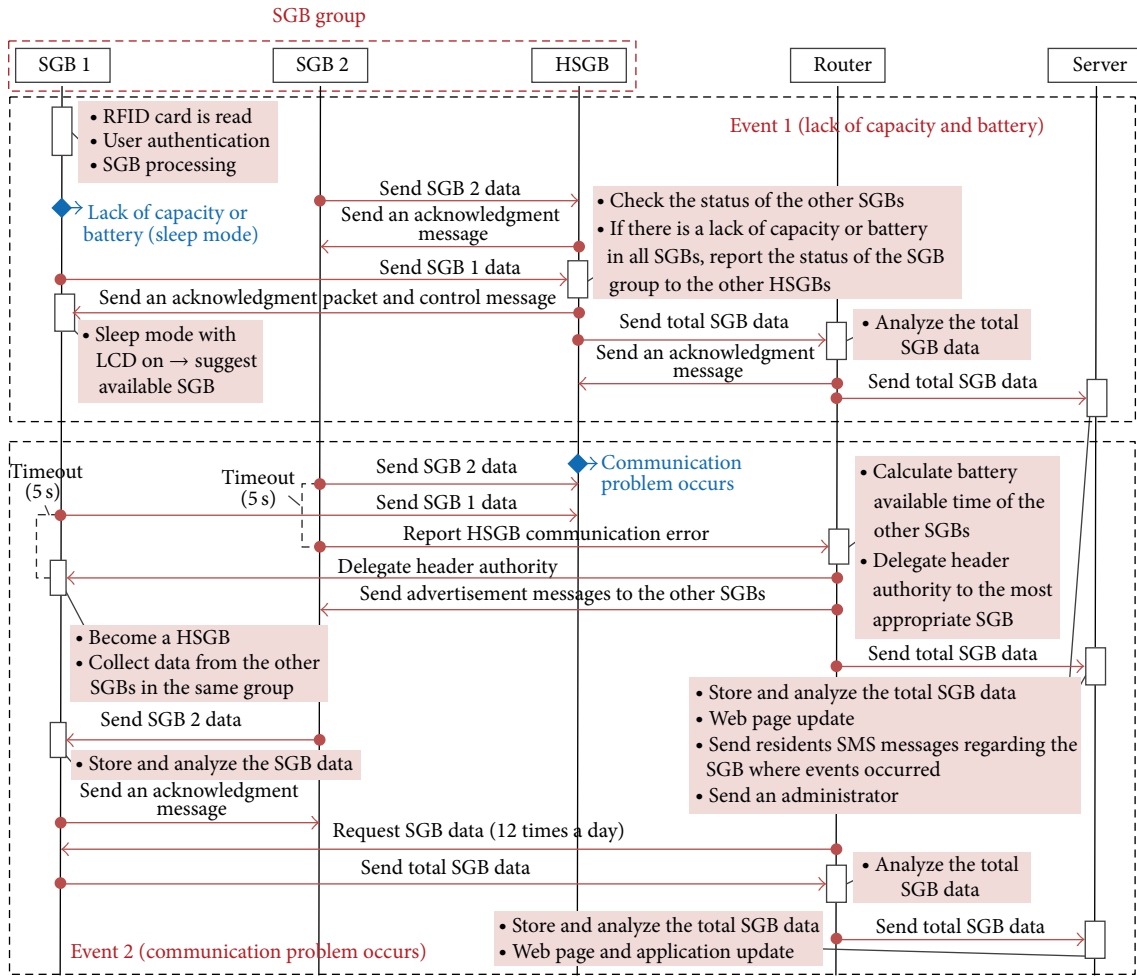 SGB group
SGB 1
SGB 2
HSGB
Router
Server
• RFID card is read
• User authentication
• SGB processing
Event 1 (lack of capacity and battery)
Lack of capacity or
battery (sleep mode)
Send SGB 2 data
Send an acknowledgment
message
• Check the status of the other SGBs
• If there is a lack of capacity or battery
in all SGBs, report the status of the SGB
group to the other HSGBs
Send SGB 1 data
Send an acknowledgment packet and control message
• Sleep mode with
LCD on → suggest
available SGB
Send total SGB data
• Analyze the total
SGB data
Send an acknowledgment
message
Send total SGB data
Timeout
(5 s)
Timeout
(5 s)
Send SGB 2 data
Communication
problem occurs
Send SGB 1 data
Report HSGB communication error
• Calculate battery
available time of the
other SGBs
• Delegate header
authority to the most
appropriate SGB
Delegate header authority
Send advertisement messages to the other SGBs
• Become a HSGB
• Collect data from the other
SGBs in the same group
Send total SGB data
• Store and analyze the total SGB data
• Web page update
• Send residents SMS messages regarding the
SGB where events occurred
• Send an administrator
Send SGB 2 data
• Store and analyze the SGB data
Send an acknowledgment
message
Request SGB data (12 times a day)
Send total SGB data
• Analyze the total
SGB data
• Store and analyze the total SGB data
• Web page and application update
Send total SGB data
Event 2 (communication problem occurs)